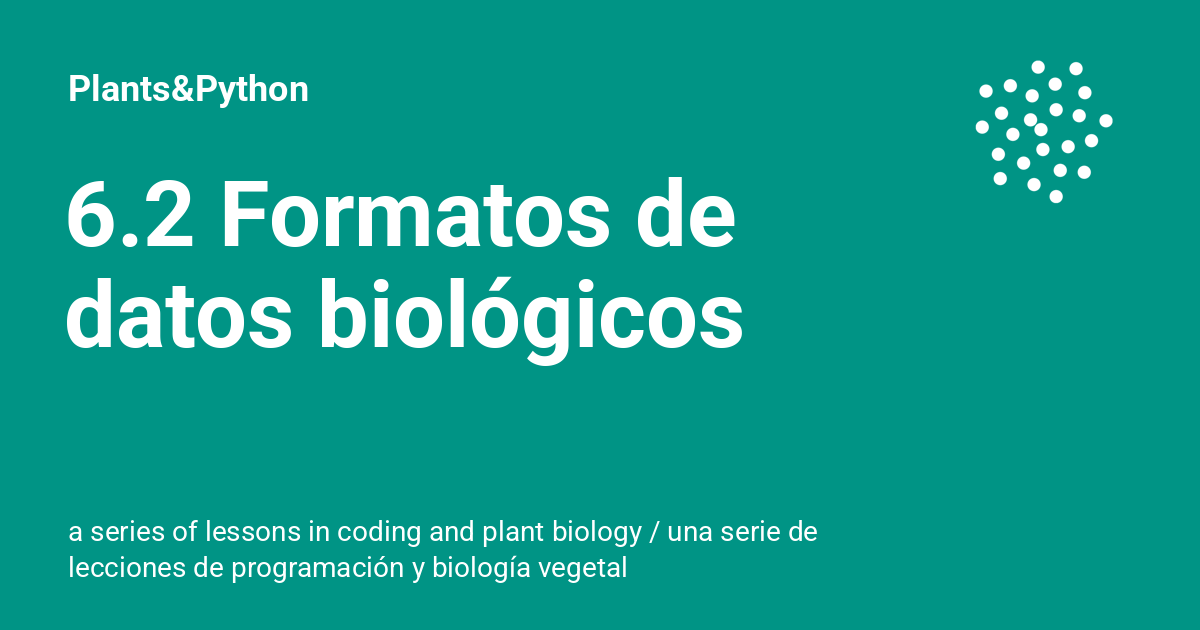 Plants&Python
6.2 Formatos de
datos biológicos
a series of lessons in coding and plant biology / una serie de
lecciones de programación y biología vegetal